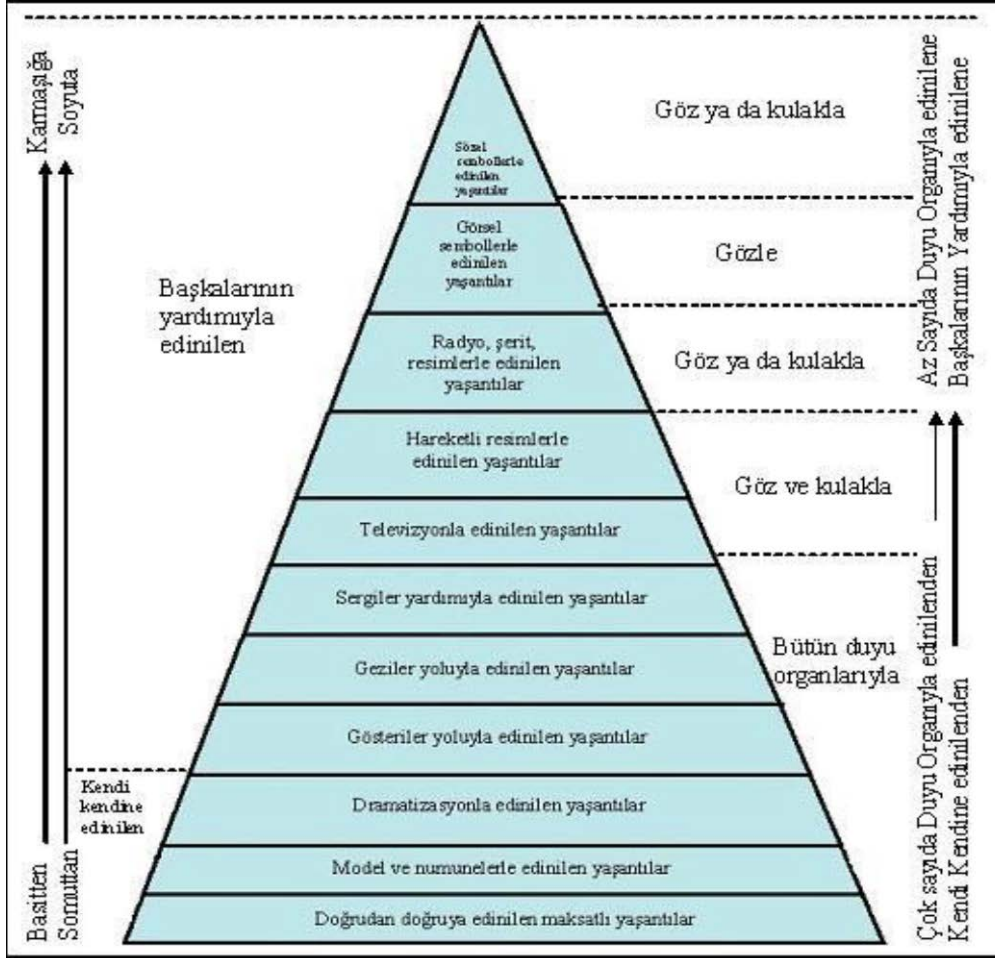 Karmaşığa
Soyuta
Basitten
Somuttan
Başkalarının
yardımıyla
edinilen
Kendi
kendine
edinilen
Sözel
sembollerle
edinilen
yaşantılar
Görsel
sembollerle
edinilen
yaşantılar
Radyo, şerit,
resimlerle edinilen
yaşantılar
Hareketli resimlerle
edinilen yaşantılar
Televizyonla edinilen yaşantılar
Sergiler yardımıyla edinilen yaşantılar
Geziler yoluyla edinilen yaşantılar
Gösteriler yoluyla edinilen yaşantılar
Dramatizasyonla edinilen yaşantılar
Model ve numunelerle edinilen yaşantılar
Doğrudan doğruya edinilen maksatlı yaşantılar
Göz ya da kulakla
Gözle
Göz ya da kulakla
Göz ve kulakla
Bütün duyu
organlarıyla
Az Sayıda Duyu Organıyla edinilene
Başkalarının Yardımıyla edinilene
Çok sayıda Duyu Organıyla edinilenden
Kendi Kendine edinilenden